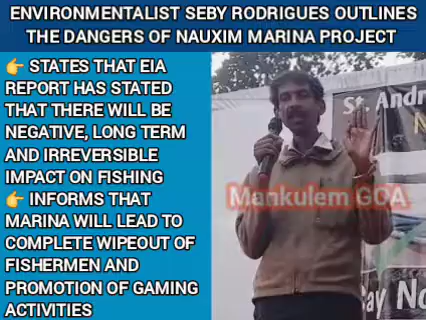 ENVIRONMENTALIST SEBY RODRIGUES OUTLINES
THE DANGERS OF NAUXIM MARINA PROJECT
👉 STATES THAT EIA
REPORT HAS STATED
THAT THERE WILL BE
NEGATIVE, LONG TERM
AND IRREVERSIBLE
IMPACT ON FISHING
👉 INFORMS THAT
MARINA WILL LEAD TO
COMPLETE WIPEOUT OF
FISHERMEN AND
PROMOTION OF GAMING
ACTIVITIES
St. Andr
N
Mankulem GOA
ay No